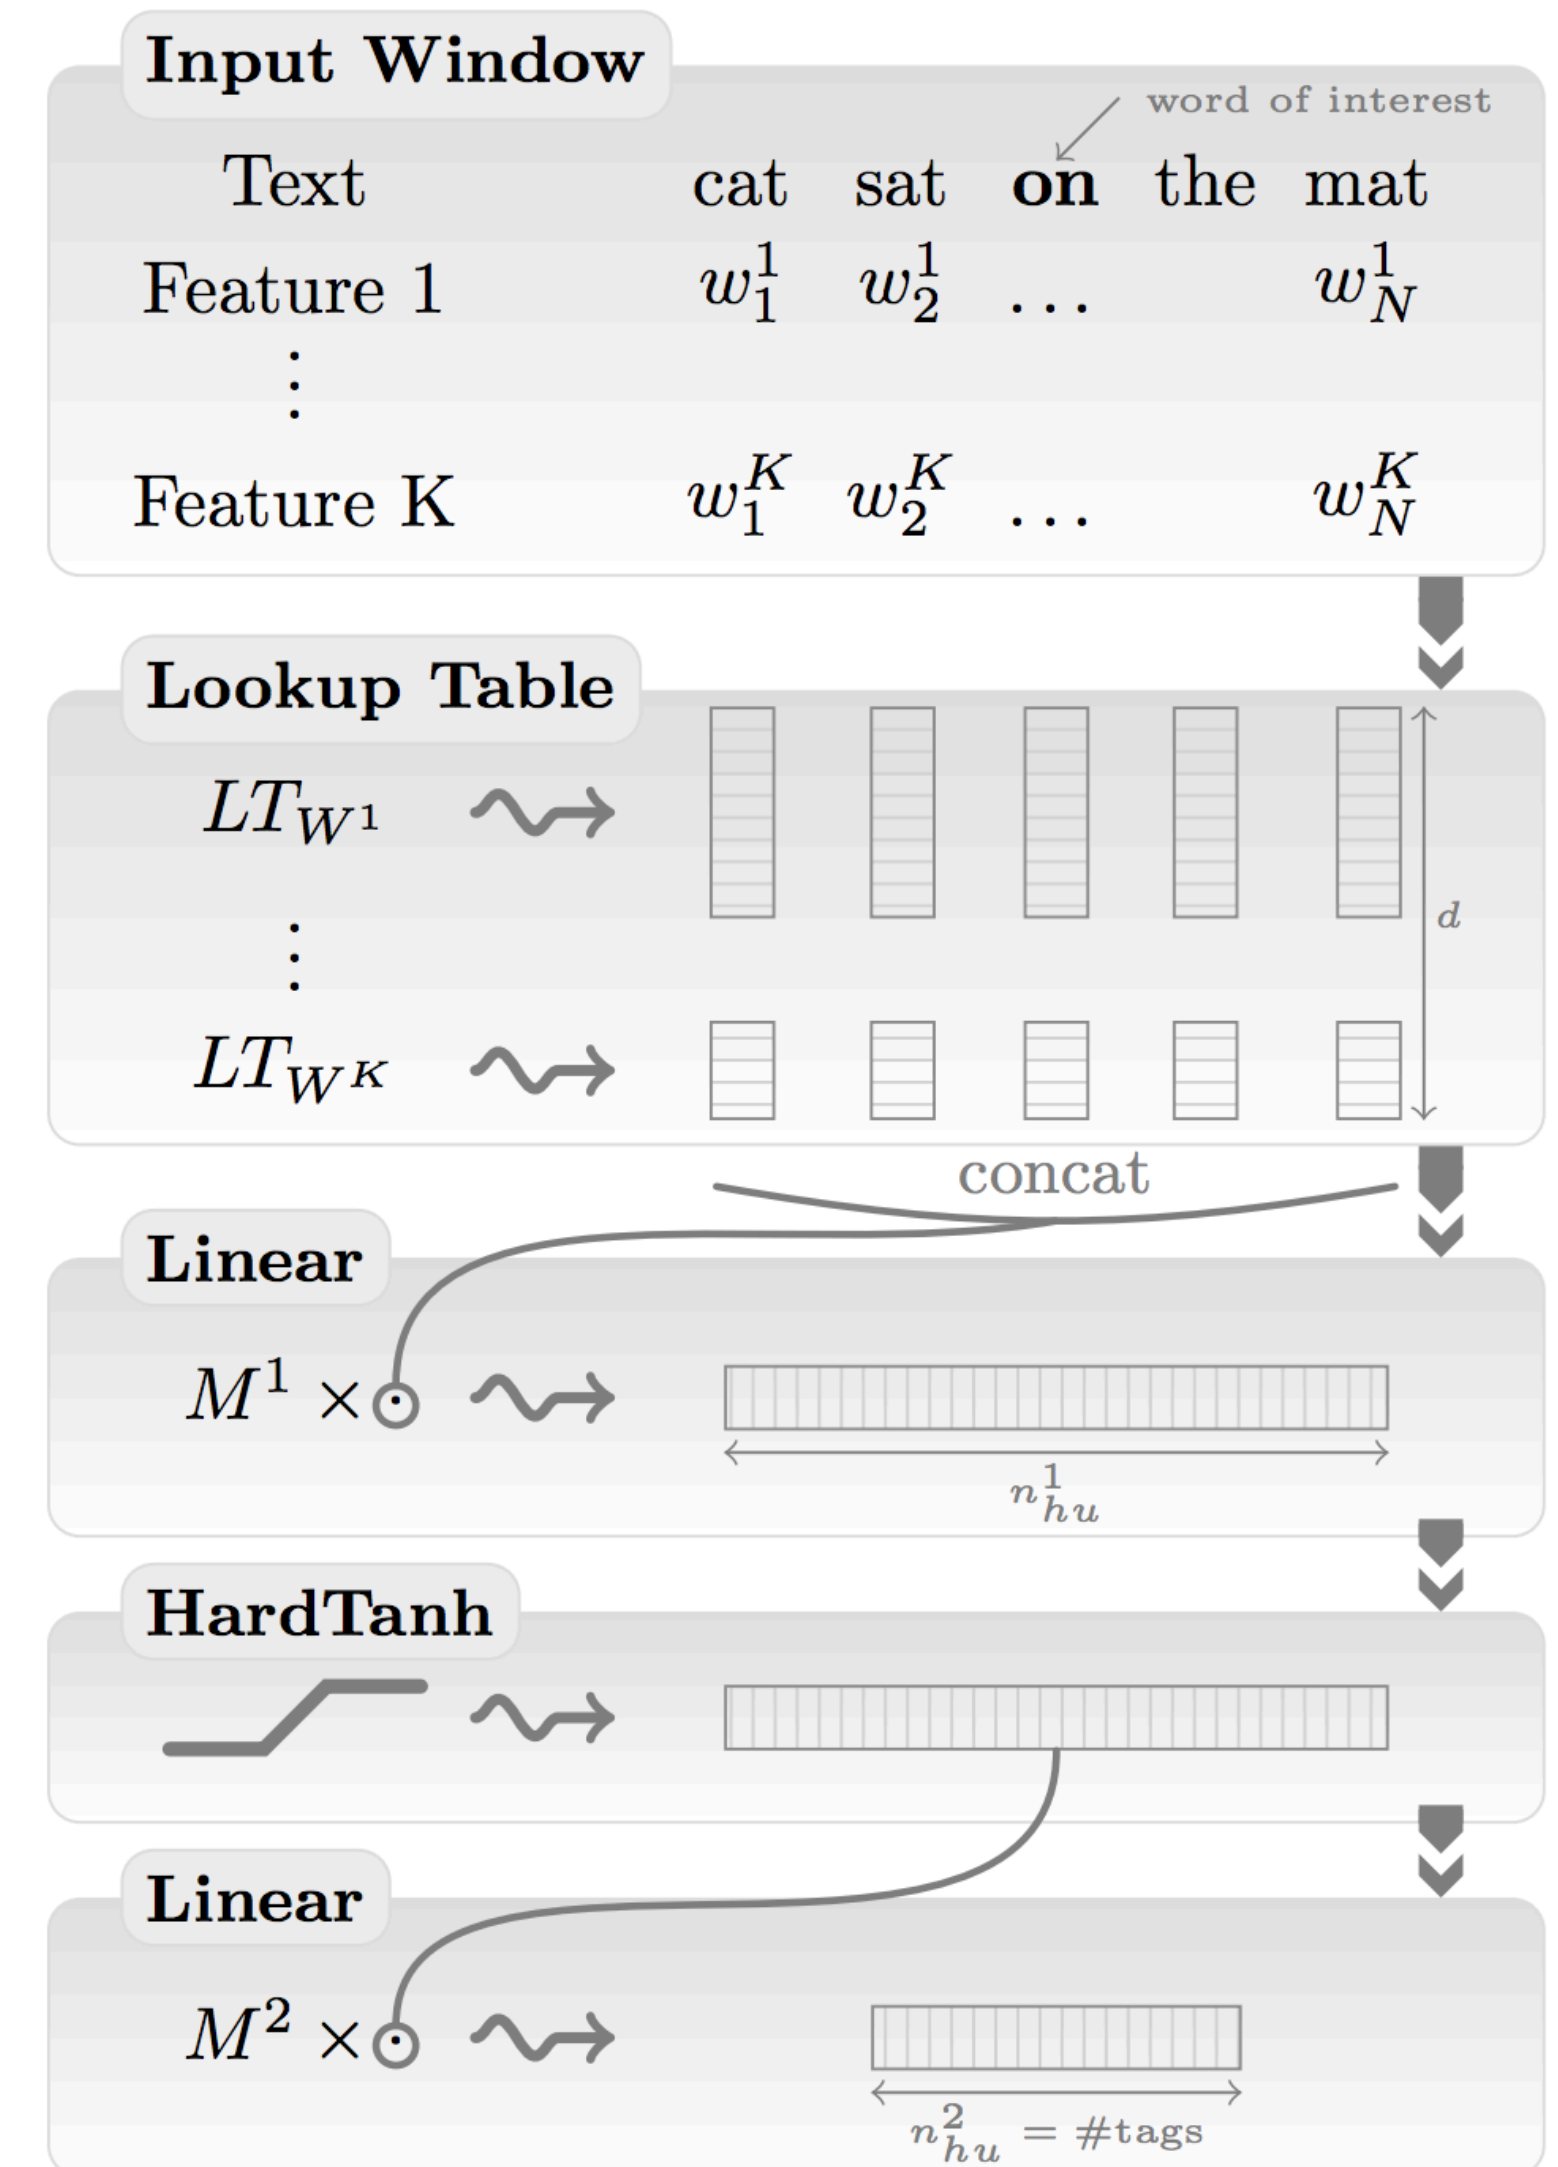 Input Window
word of interest
Text cat sat on the mat
Feature 1 w_1^1 w_2^1 ... w_N^1
⋮
Feature K w_1^K w_2^K ... w_N^K
Lookup Table
LT_{W^1}
d
⋮
LT_{W^K}
concat
Linear
M^1 × ⊙
n_{hu}^1
HardTanh
Linear
M^2 × ⊙
n_{hu}^2 = #tags